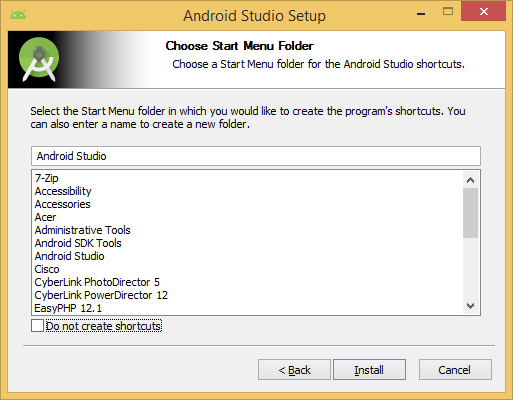 Android Studio Setup
Choose Start Menu Folder
Choose a Start Menu folder for the Android Studio shortcuts.
Select the Start Menu folder in which you would like to create the program's shortcuts. You
can also enter a name to create a new folder.
Android Studio
7-Zip
Accessibility
Accessories
Acer
Administrative Tools
Android SDK Tools
Android Studio
Cisco
CyberLink PhotoDirector 5
CyberLink PowerDirector 12
EasyPHP 12.1
Do not create shortcuts
< Back
Install
Cancel